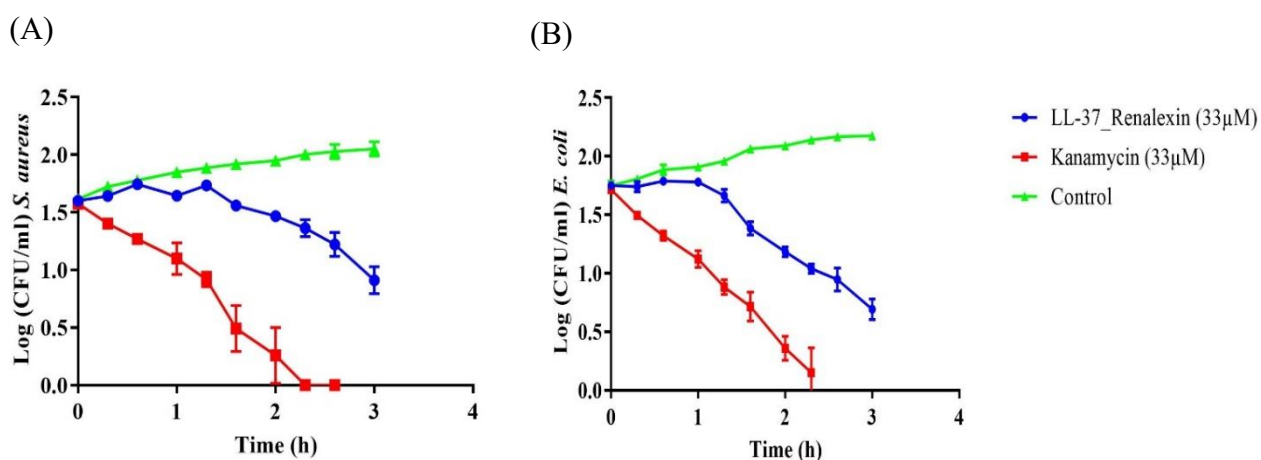 (A)
(B)
Log (CFU/ml) S. aureus
2.5
2.0
1.5
1.0
0.5
0.0
0
1
2
3
4
Time (h)
Log (CFU/ml) E. coli
2.5
2.0
1.5
1.0
0.5
0.0
0
1
2
3
4
Time (h)
LL-37_Renalexin (33µM)
Kanamycin (33µM)
Control